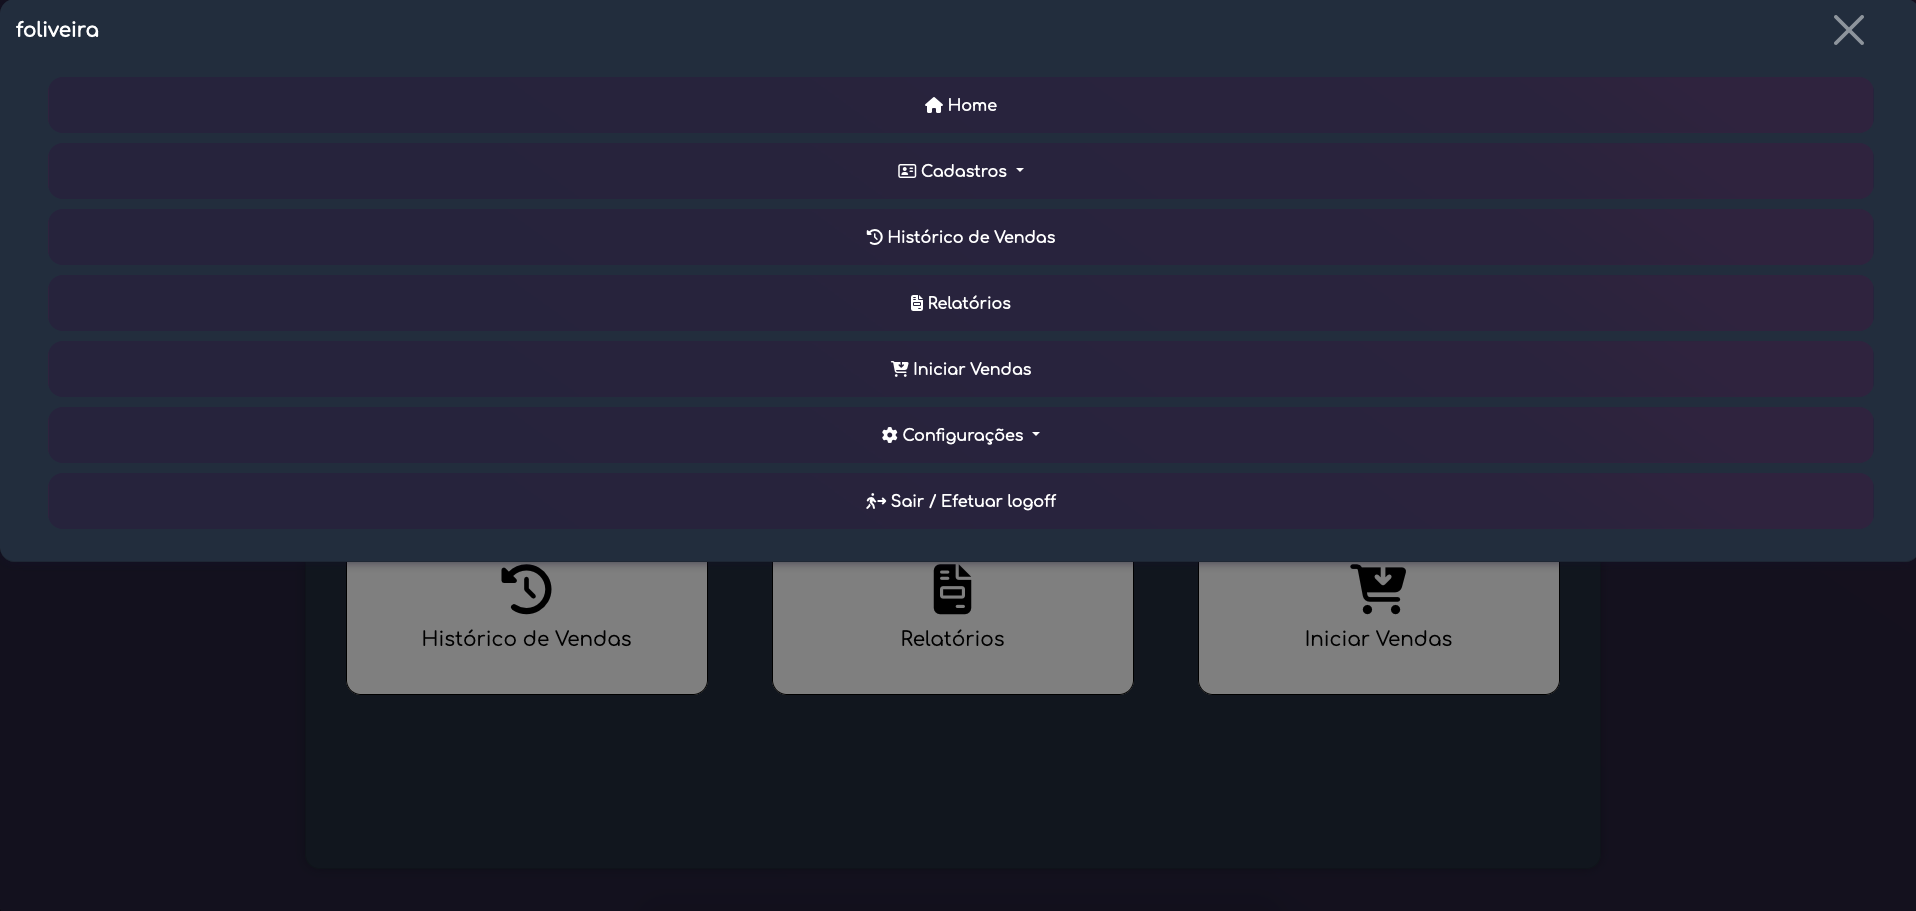 foliveira
Home
Cadastros
Histórico de Vendas
Relatórios
Iniciar Vendas
Configurações
Sair / Efetuar logoff
Histórico de Vendas
Relatórios
Iniciar Vendas